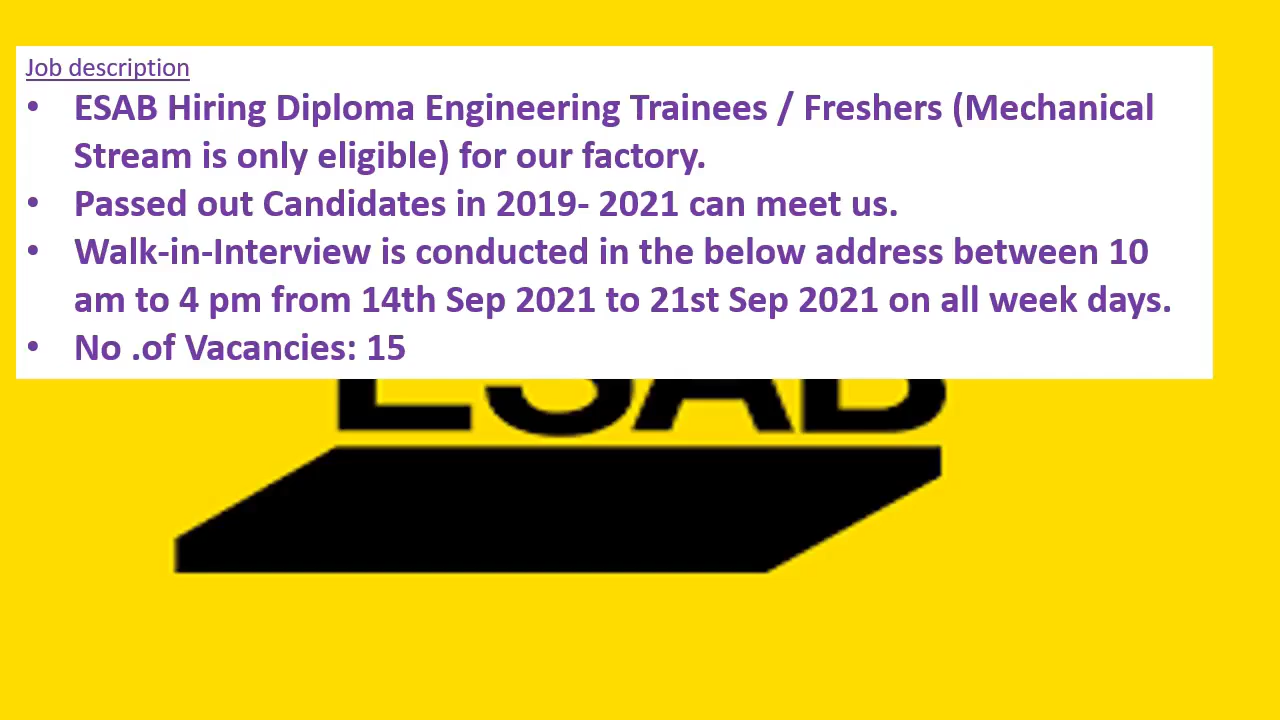 Job description
• ESAB Hiring Diploma Engineering Trainees / Freshers (Mechanical
Stream is only eligible) for our factory.
• Passed out Candidates in 2019- 2021 can meet us.
• Walk-in-Interview is conducted in the below address between 10
am to 4 pm from 14th Sep 2021 to 21st Sep 2021 on all week days.
• No .of Vacancies: 15
ESAB